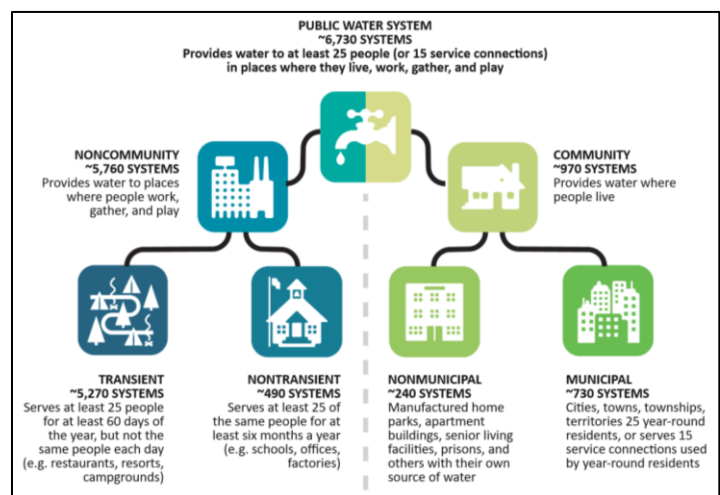 PUBLIC WATER SYSTEM
~6,730 SYSTEMS
Provides water to at least 25 people (or 15 service connections)
in places where they live, work, gather, and play
NONCOMMUNITY
~5,760 SYSTEMS
Provides water to places
where people work,
gather, and play
COMMUNITY
~970 SYSTEMS
Provides water where
people live
TRANSIENT
~5,270 SYSTEMS
Serves at least 25 people
for at least 60 days of
the year, but not the
same people each day
(e.g. restaurants, resorts,
campgrounds)
NONTRANSIENT
~490 SYSTEMS
Serves at least 25 of
the same people for at
least six months a year
(e.g. schools, offices,
factories)
NONMUNICIPAL
~240 SYSTEMS
Manufactured home
parks, apartment
buildings, senior living
facilities, prisons, and
others with their own
source of water
MUNICIPAL
~730 SYSTEMS
Cities, towns, townships,
territories 25 year-round
residents, or serves 15
service connections used
by year-round residents